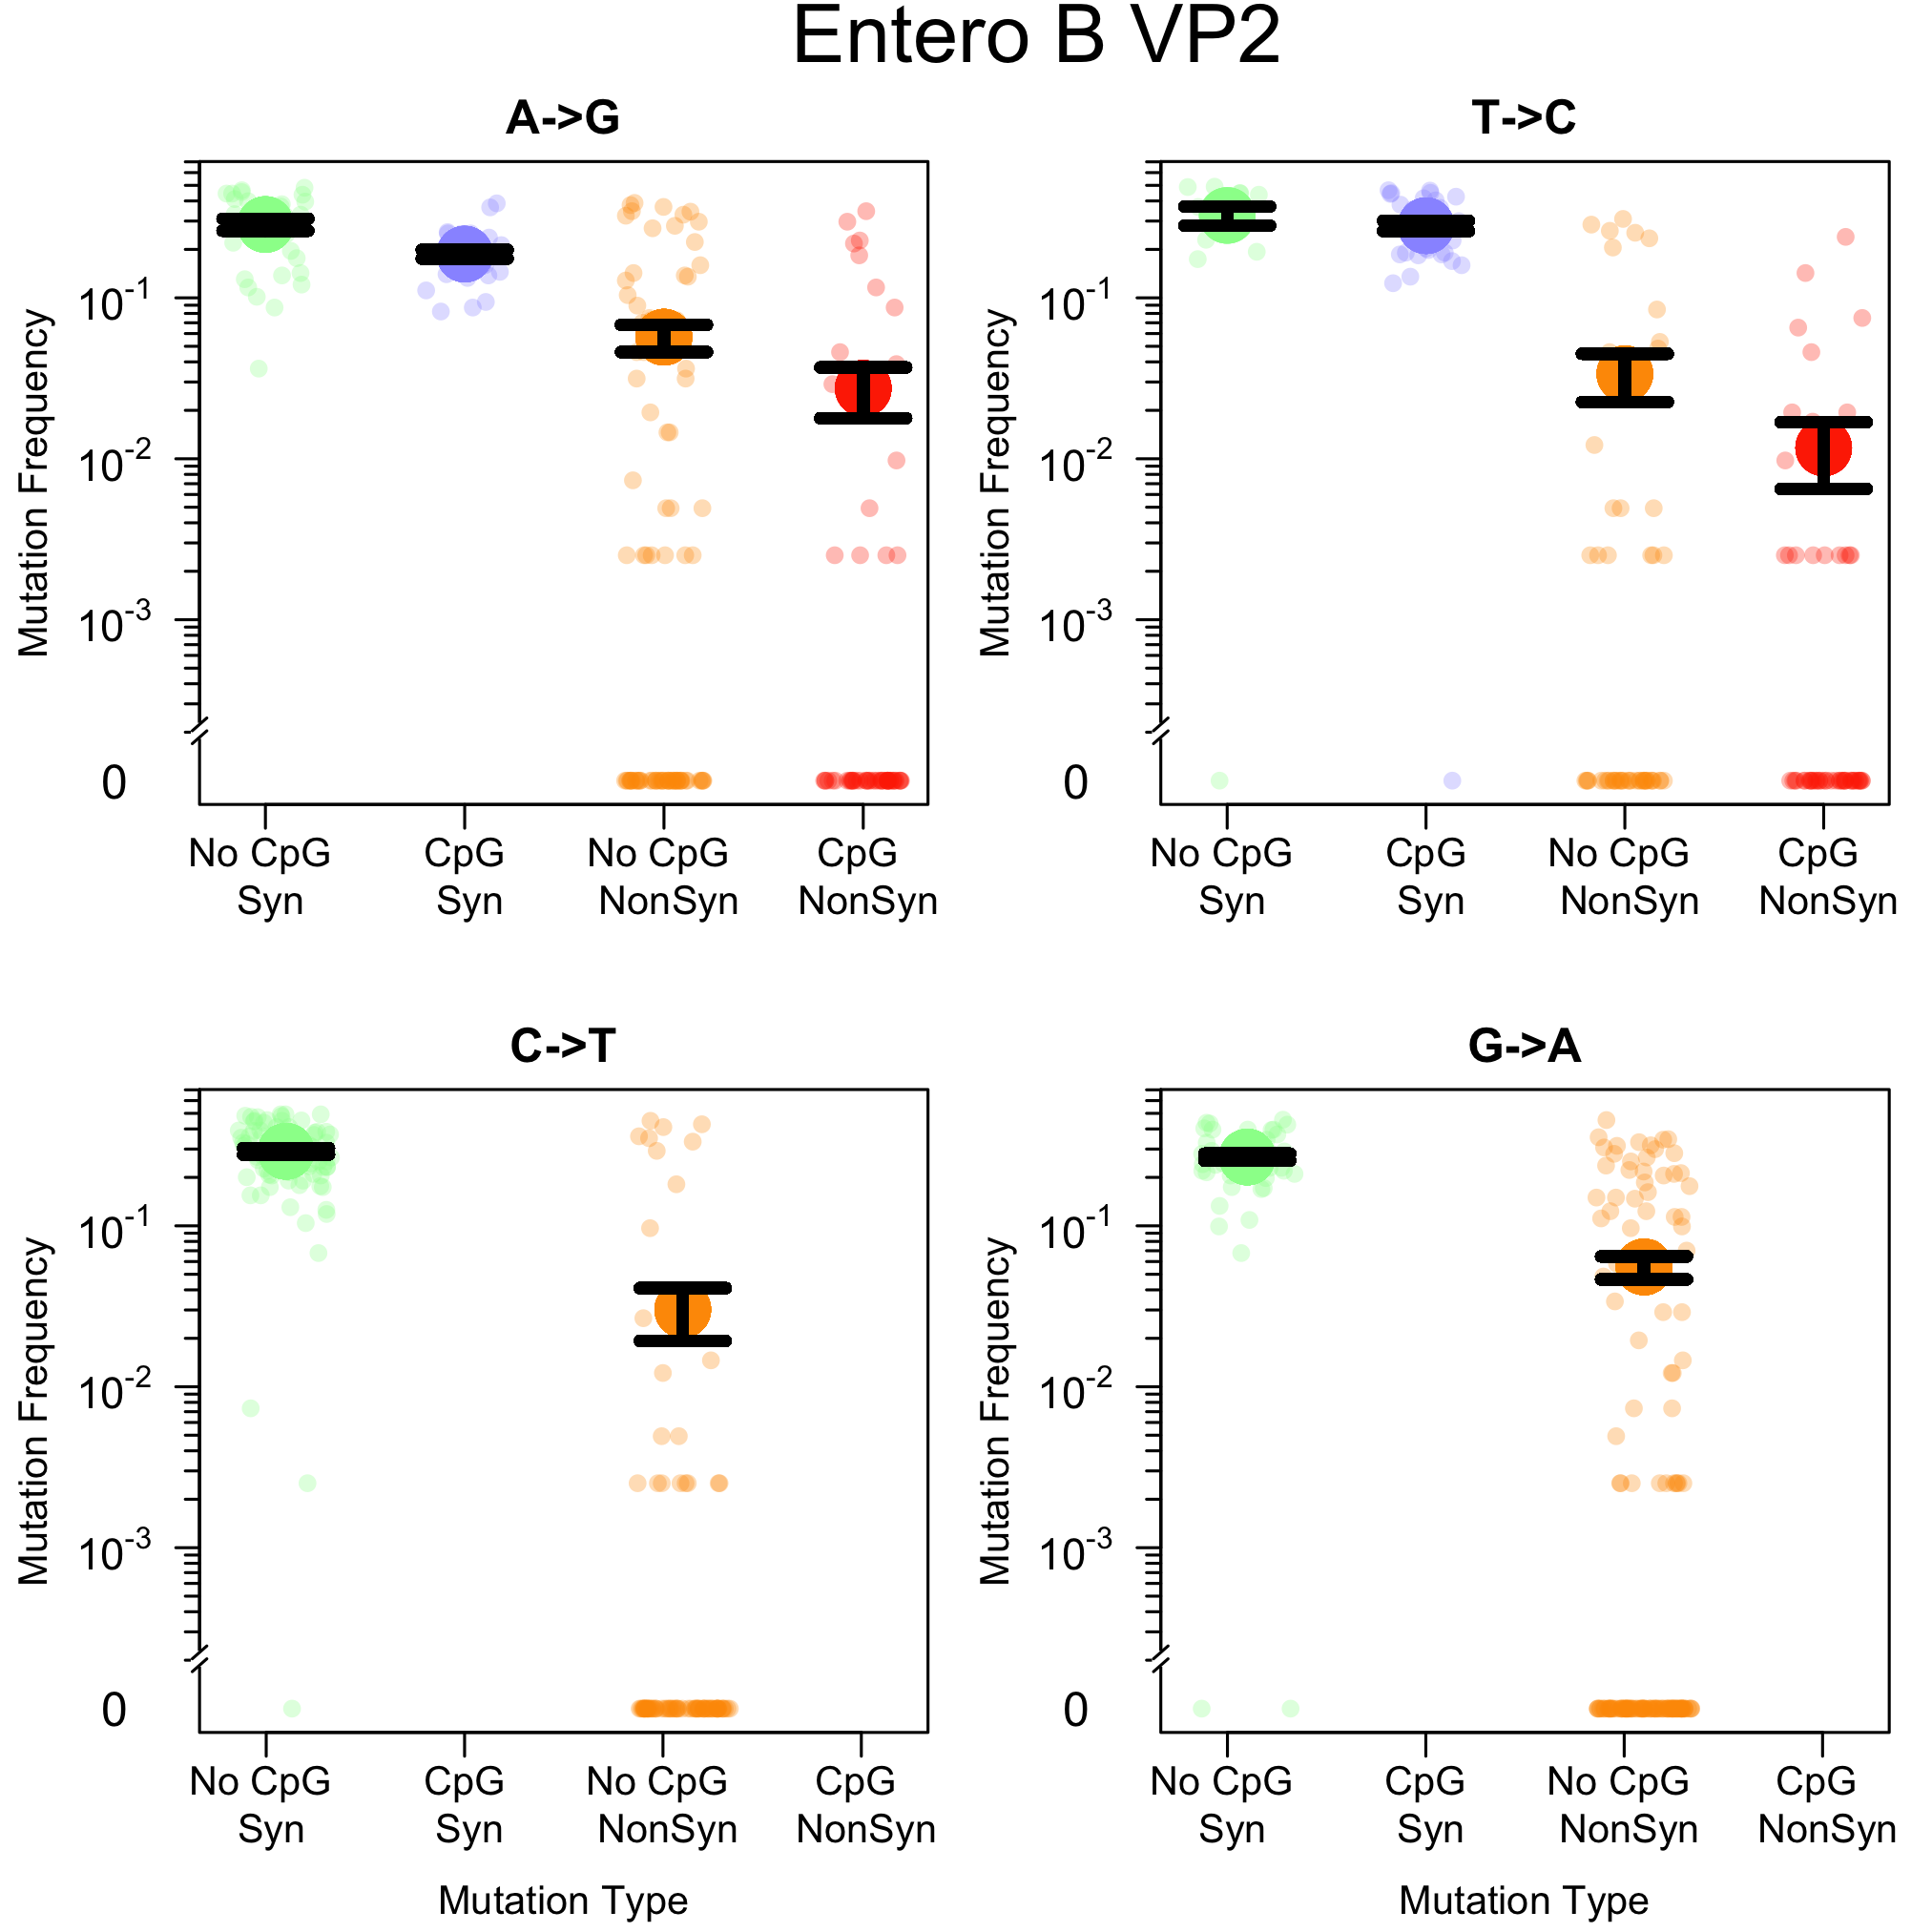 Entero B VP2
A->G
Mutation Frequency
10-1
10-2
10-3
0
No CpG Syn
CpG Syn
No CpG NonSyn
CpG NonSyn
T->C
Mutation Frequency
10-1
10-2
10-3
0
No CpG Syn
CpG Syn
No CpG NonSyn
CpG NonSyn
C->T
Mutation Frequency
10-1
10-2
10-3
0
No CpG Syn
CpG Syn
No CpG NonSyn
CpG NonSyn
Mutation Type
G->A
Mutation Frequency
10-1
10-2
10-3
0
No CpG Syn
CpG Syn
No CpG NonSyn
CpG NonSyn
Mutation Type